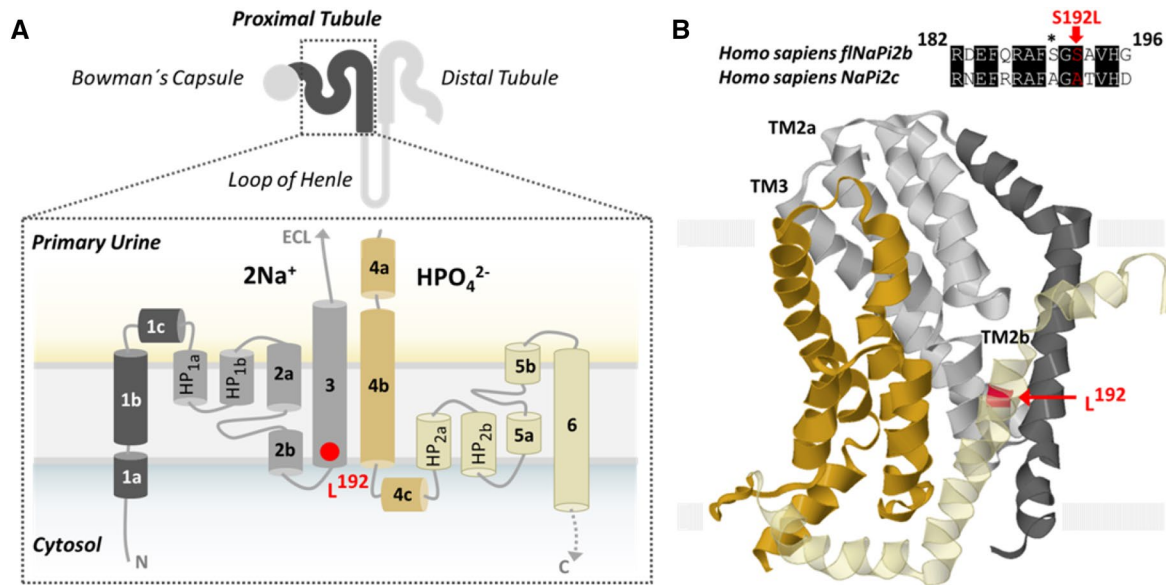 A
Proximal Tubule
Bowman´s Capsule
Distal Tubule
Loop of Henle
Primary Urine
ECL
2Na⁺
HPO₄²⁻
4a
1c
HP1a
HP1b
2a
3
4b
5b
1b
6
HP2a
HP2b
5a
2b
1a
L¹⁹²
4c
N
C
Cytosol
B
S192L
182 * 196
Homo sapiens flNaPi2b RDEFQRAFSGSAVHG
Homo sapiens NaPi2c RNEFRRAFAGATVHD
TM2a
TM3
TM2b
L¹⁹²